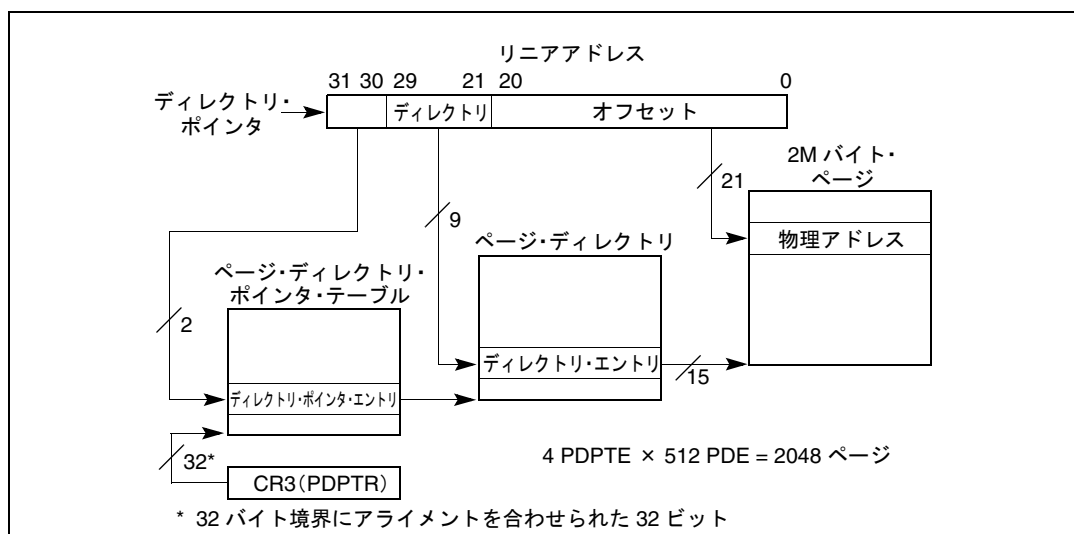 リニアアドレス
31 30 29 21 20 0
ディレクトリ・
ポインタ
ディレクトリ
オフセット
2M バイト・
ページ
21
9
物理アドレス
ページ・ディレクトリ
ページ・ディレクトリ・
ポインタ・テーブル
2
ディレクトリ・エントリ
15
ディレクトリ・ポインタ・エントリ
32*
4 PDPTE × 512 PDE = 2048 ページ
CR3(PDPTR)
* 32 バイト境界にアライメントを合わせられた 32 ビット